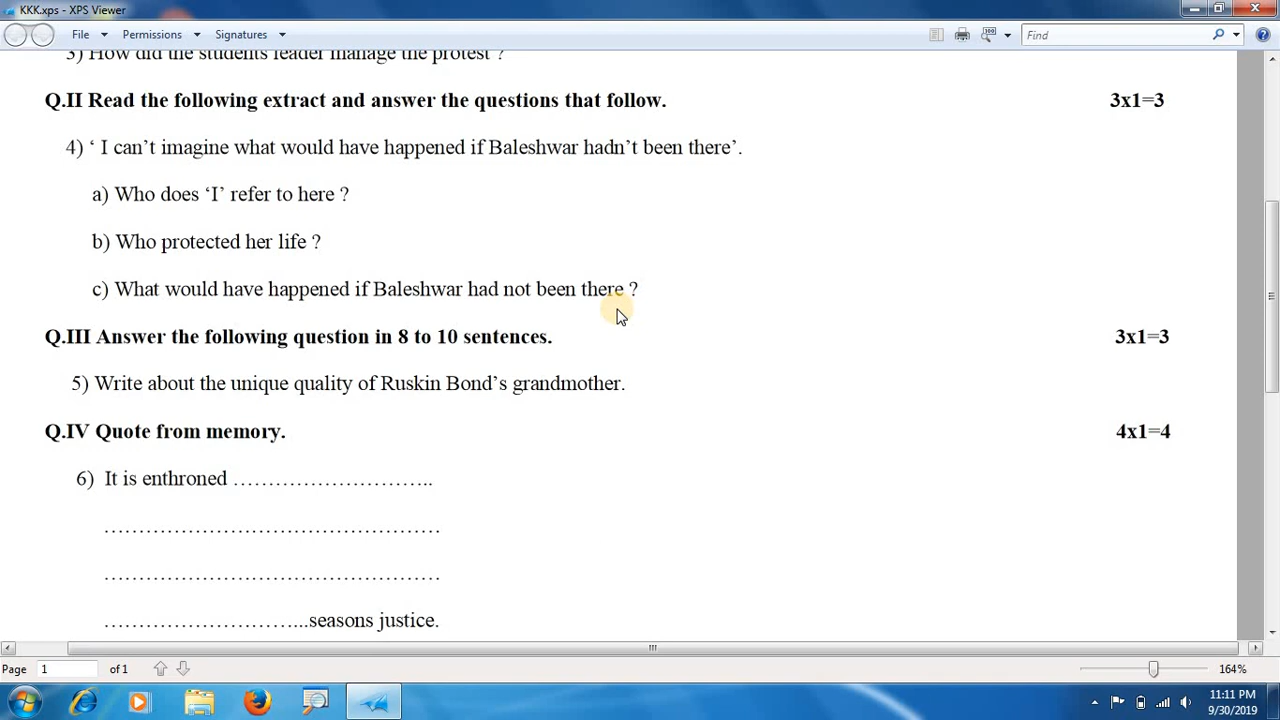 KKK.xps - XPS Viewer
File Permissions Signatures Find
3) How did the students leader manage the protest ?
Q.II Read the following extract and answer the questions that follow. 3x1=3
4) ‘ I can’t imagine what would have happened if Baleshwar hadn’t been there’.
a) Who does ‘I’ refer to here ?
b) Who protected her life ?
c) What would have happened if Baleshwar had not been there ?
Q.III Answer the following question in 8 to 10 sentences. 3x1=3
5) Write about the unique quality of Ruskin Bond’s grandmother.
Q.IV Quote from memory. 4x1=4
6) It is enthroned ………………………..
…………………………………………
…………………………………………
………………………...seasons justice.
Page 1 of 1 164%
11:11 PM
9/30/2019